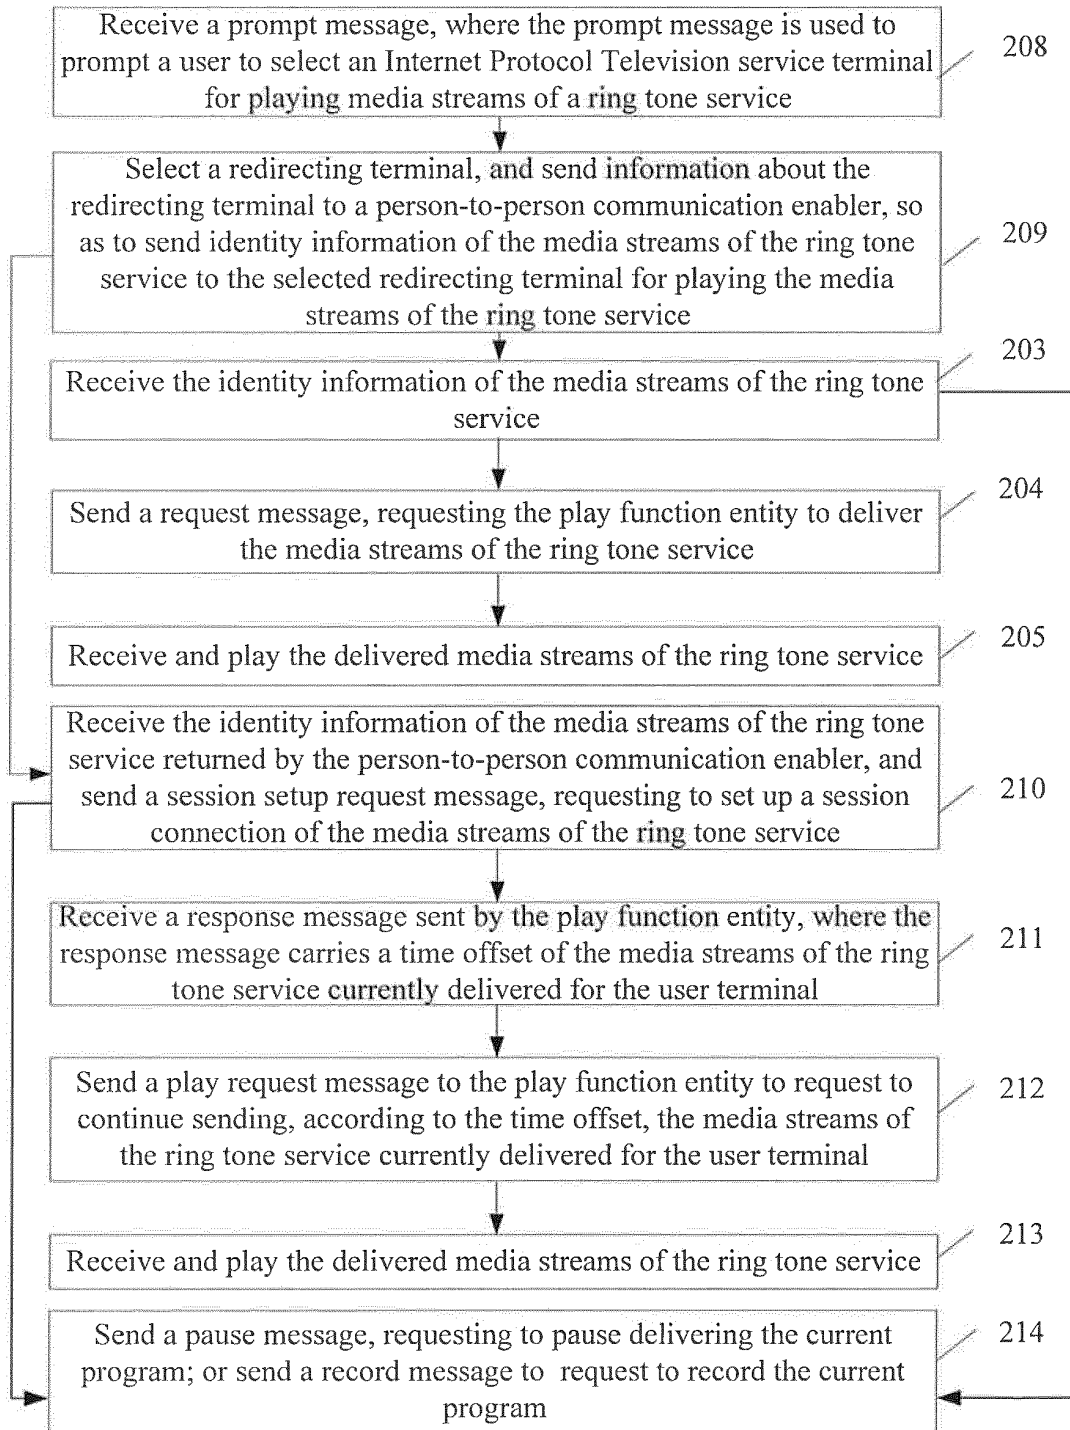 Receive a prompt message, where the prompt message is used to
prompt a user to select an Internet Protocol Television service terminal
for playing media streams of a ring tone service
208
Select a redirecting terminal, and send information about the
redirecting terminal to a person-to-person communication enabler, so
as to send identity information of the media streams of the ring tone
service to the selected redirecting terminal for playing the media
streams of the ring tone service
209
Receive the identity information of the media streams of the ring tone
service
203
Send a request message, requesting the play function entity to deliver
the media streams of the ring tone service
204
Receive and play the delivered media streams of the ring tone service
205
Receive the identity information of the media streams of the ring tone
service returned by the person-to-person communication enabler, and
send a session setup request message, requesting to set up a session
connection of the media streams of the ring tone service
210
Receive a response message sent by the play function entity, where the
response message carries a time offset of the media streams of the ring
tone service currently delivered for the user terminal
211
Send a play request message to the play function entity to request to
continue sending, according to the time offset, the media streams of
the ring tone service currently delivered for the user terminal
212
Receive and play the delivered media streams of the ring tone service
213
Send a pause message, requesting to pause delivering the current
program; or send a record message to request to record the current
program
214